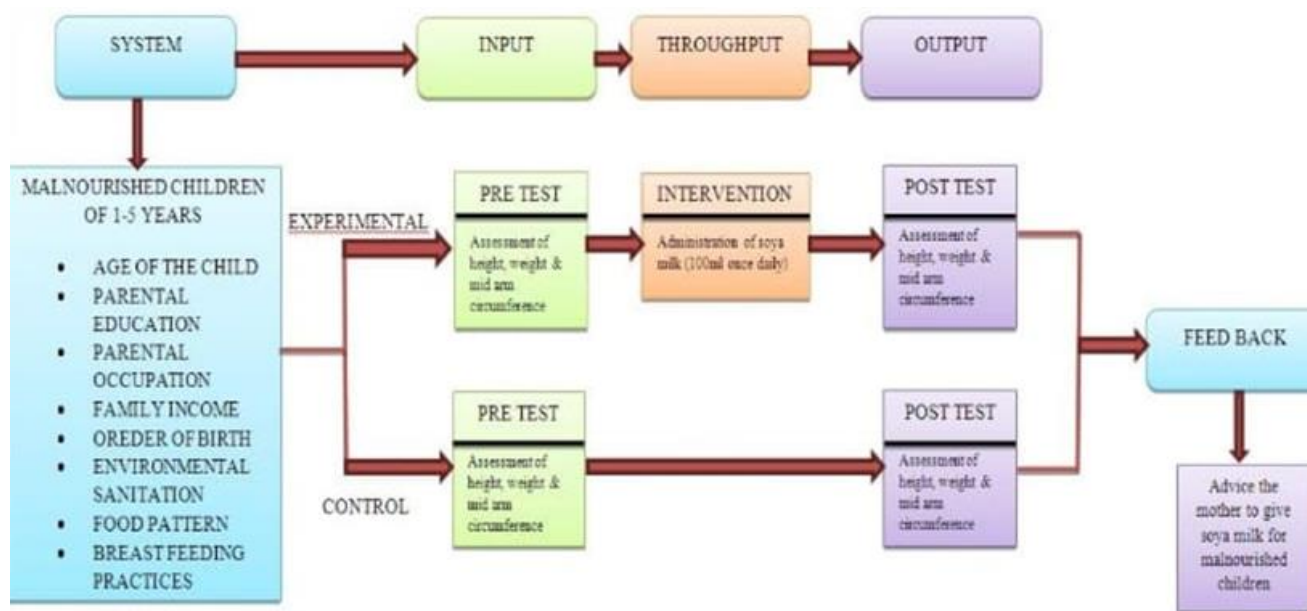 SYSTEM
INPUT
THROUGHPUT
OUTPUT
MALNOURISHED CHILDREN
OF 1-5 YEARS
• AGE OF THE CHILD
• PARENTAL
EDUCATION
• PARENTAL
OCCUPATION
• FAMILY INCOME
• OREDER OF BIRTH
• ENVIRONMENTAL
SANITATION
• FOOD PATTERN
• BREAST FEEDING
PRACTICES
EXPERIMENTAL
PRE TEST
Assessment of
height, weight &
mid arm
circumference
INTERVENTION
Administration of soya
milk (100ml once daily)
POST TEST
Assessment of
height, weight &
mid arm
circumference
CONTROL
PRE TEST
Assessment of
height, weight &
mid arm
circumference
POST TEST
Assessment of
height, weight &
mid arm
circumference
FEED BACK
Advice the
mother to give
soya milk for
malnourished
children